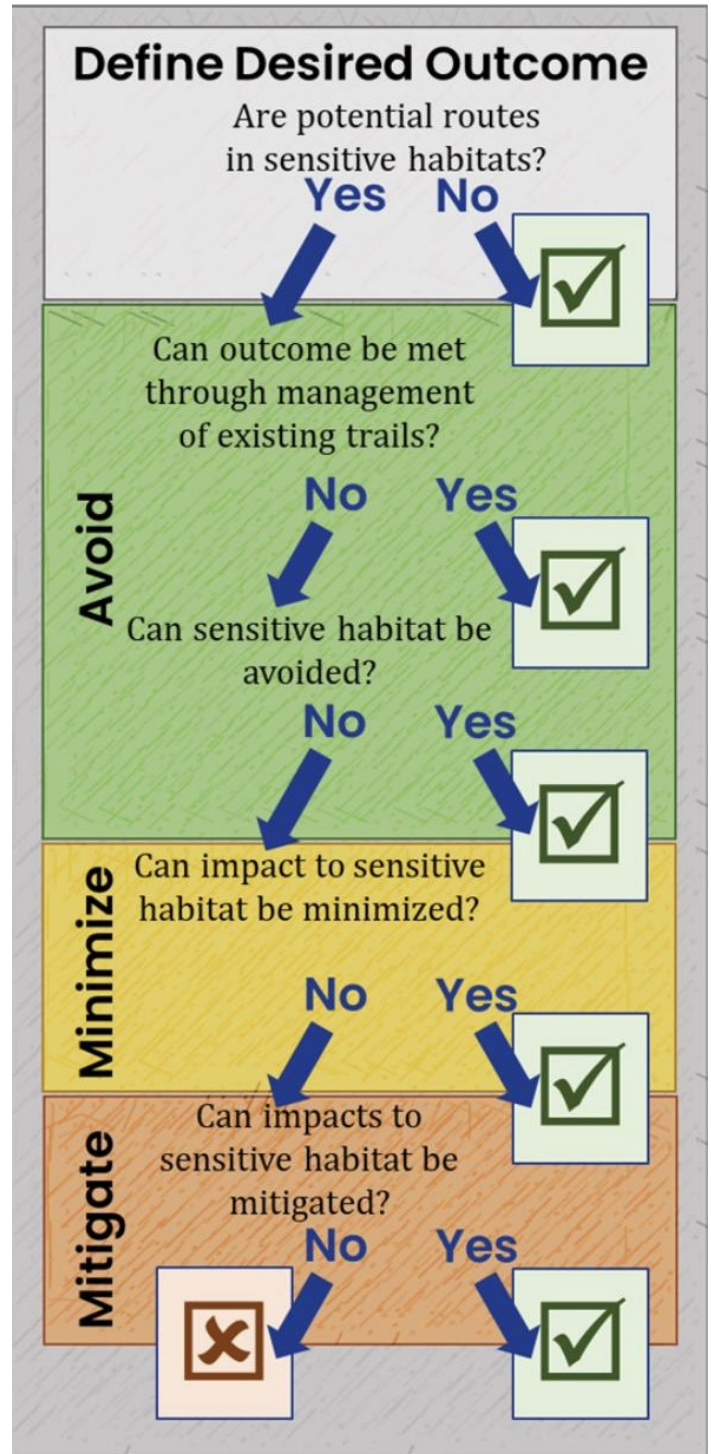 Define Desired Outcome
Are potential routes
in sensitive habitats?
Yes No
Avoid
Can outcome be met
through management
of existing trails?
No Yes
Can sensitive habitat be
avoided?
No Yes
Minimize
Can impact to sensitive
habitat be minimized?
No Yes
Mitigate
Can impacts to
sensitive habitat be
mitigated?
No Yes